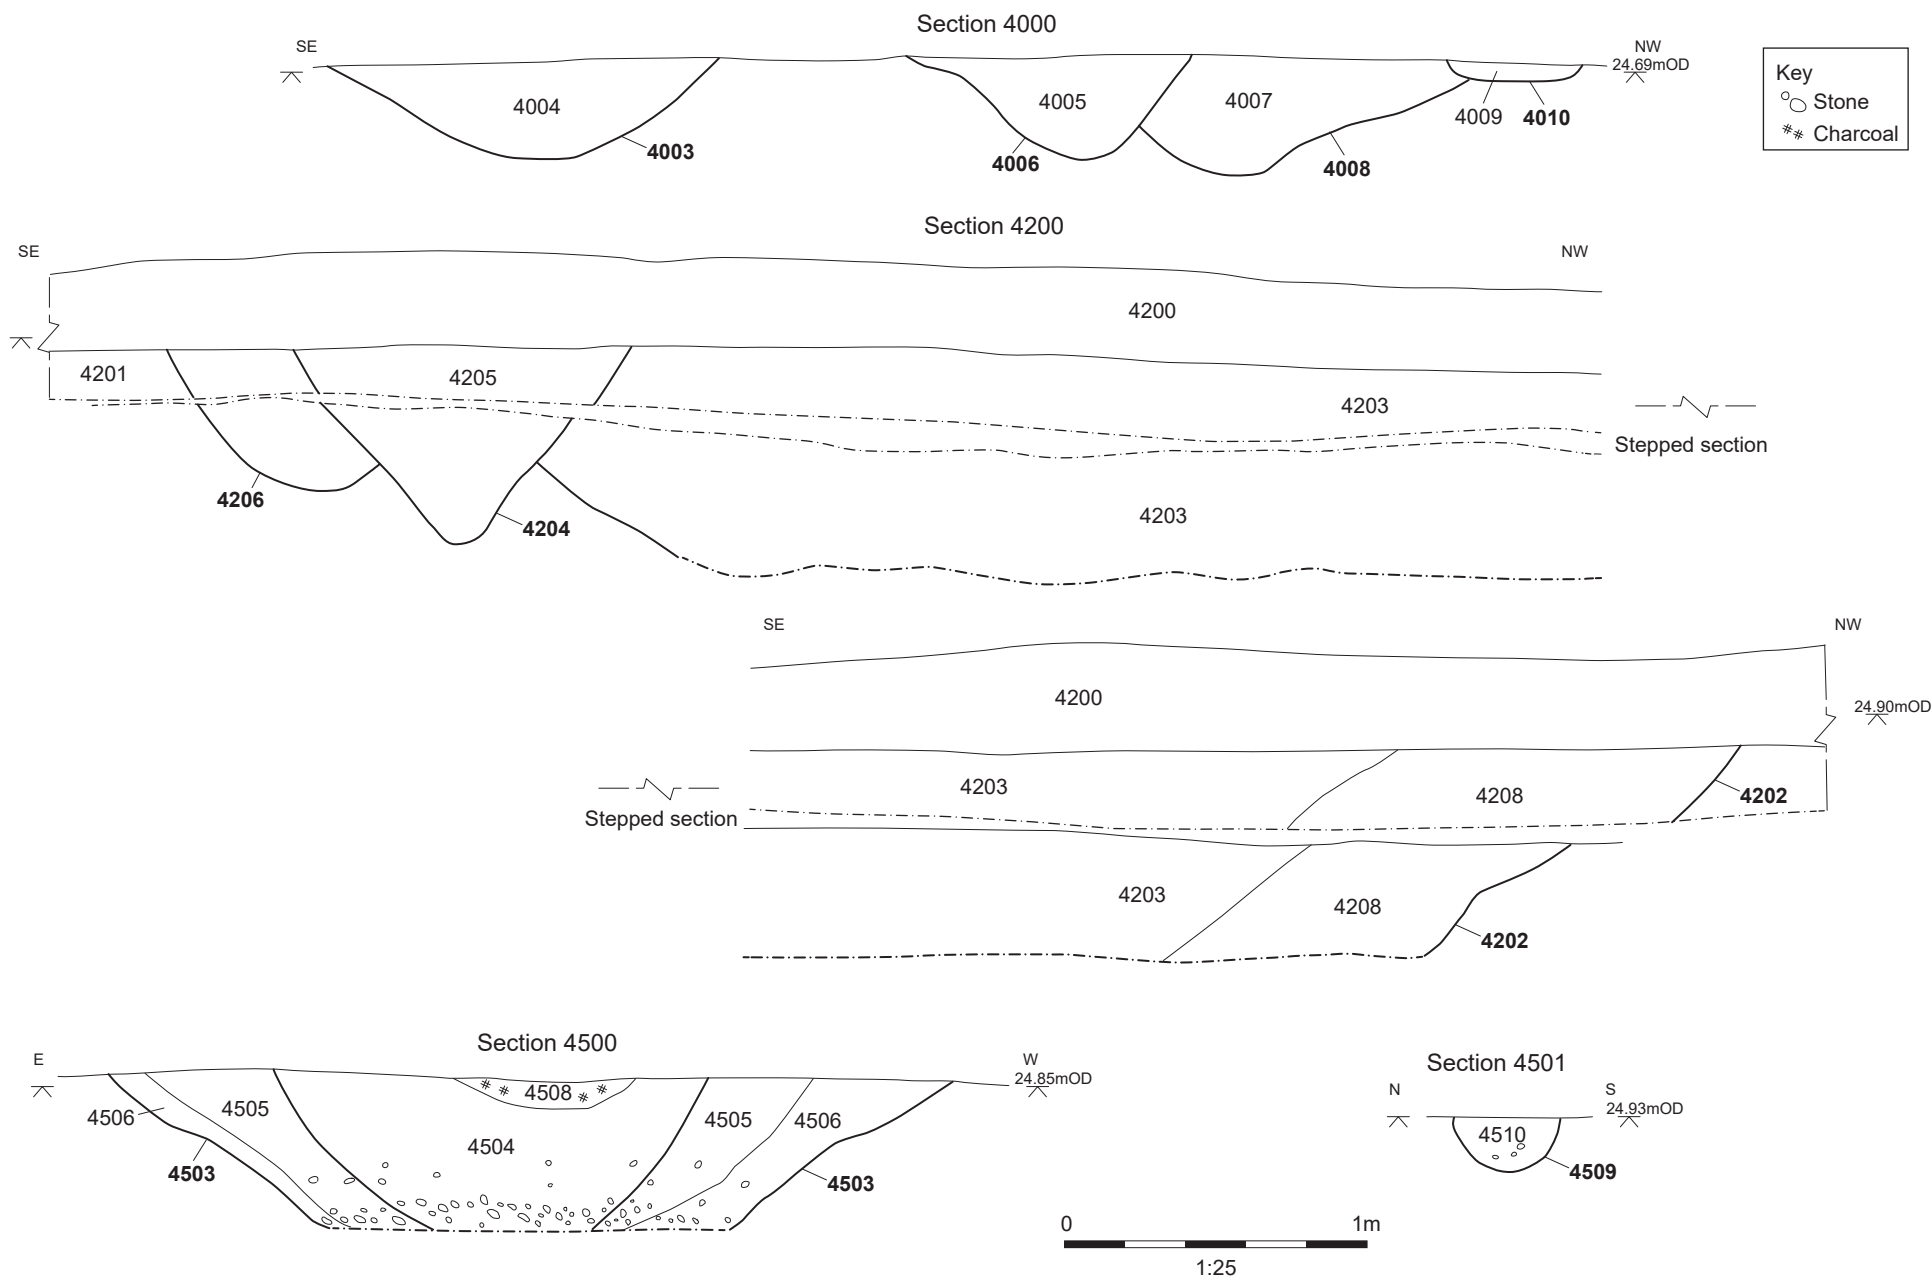 Section 4000
SE
NW
24.69mOD
4004
4005
4007
4009
4010
4003
4006
4008
Key
Stone
Charcoal
Section 4200
SE
NW
4200
4201
4205
4203
Stepped section
4206
4204
4203
SE
NW
4200
24.90mOD
4203
4208
4202
Stepped section
4203
4208
4202
Section 4500
E
W
24.85mOD
4508
4506
4505
4505
4506
4504
4503
4503
Section 4501
N
S
24.93mOD
4510
4509
0
1m
1:25